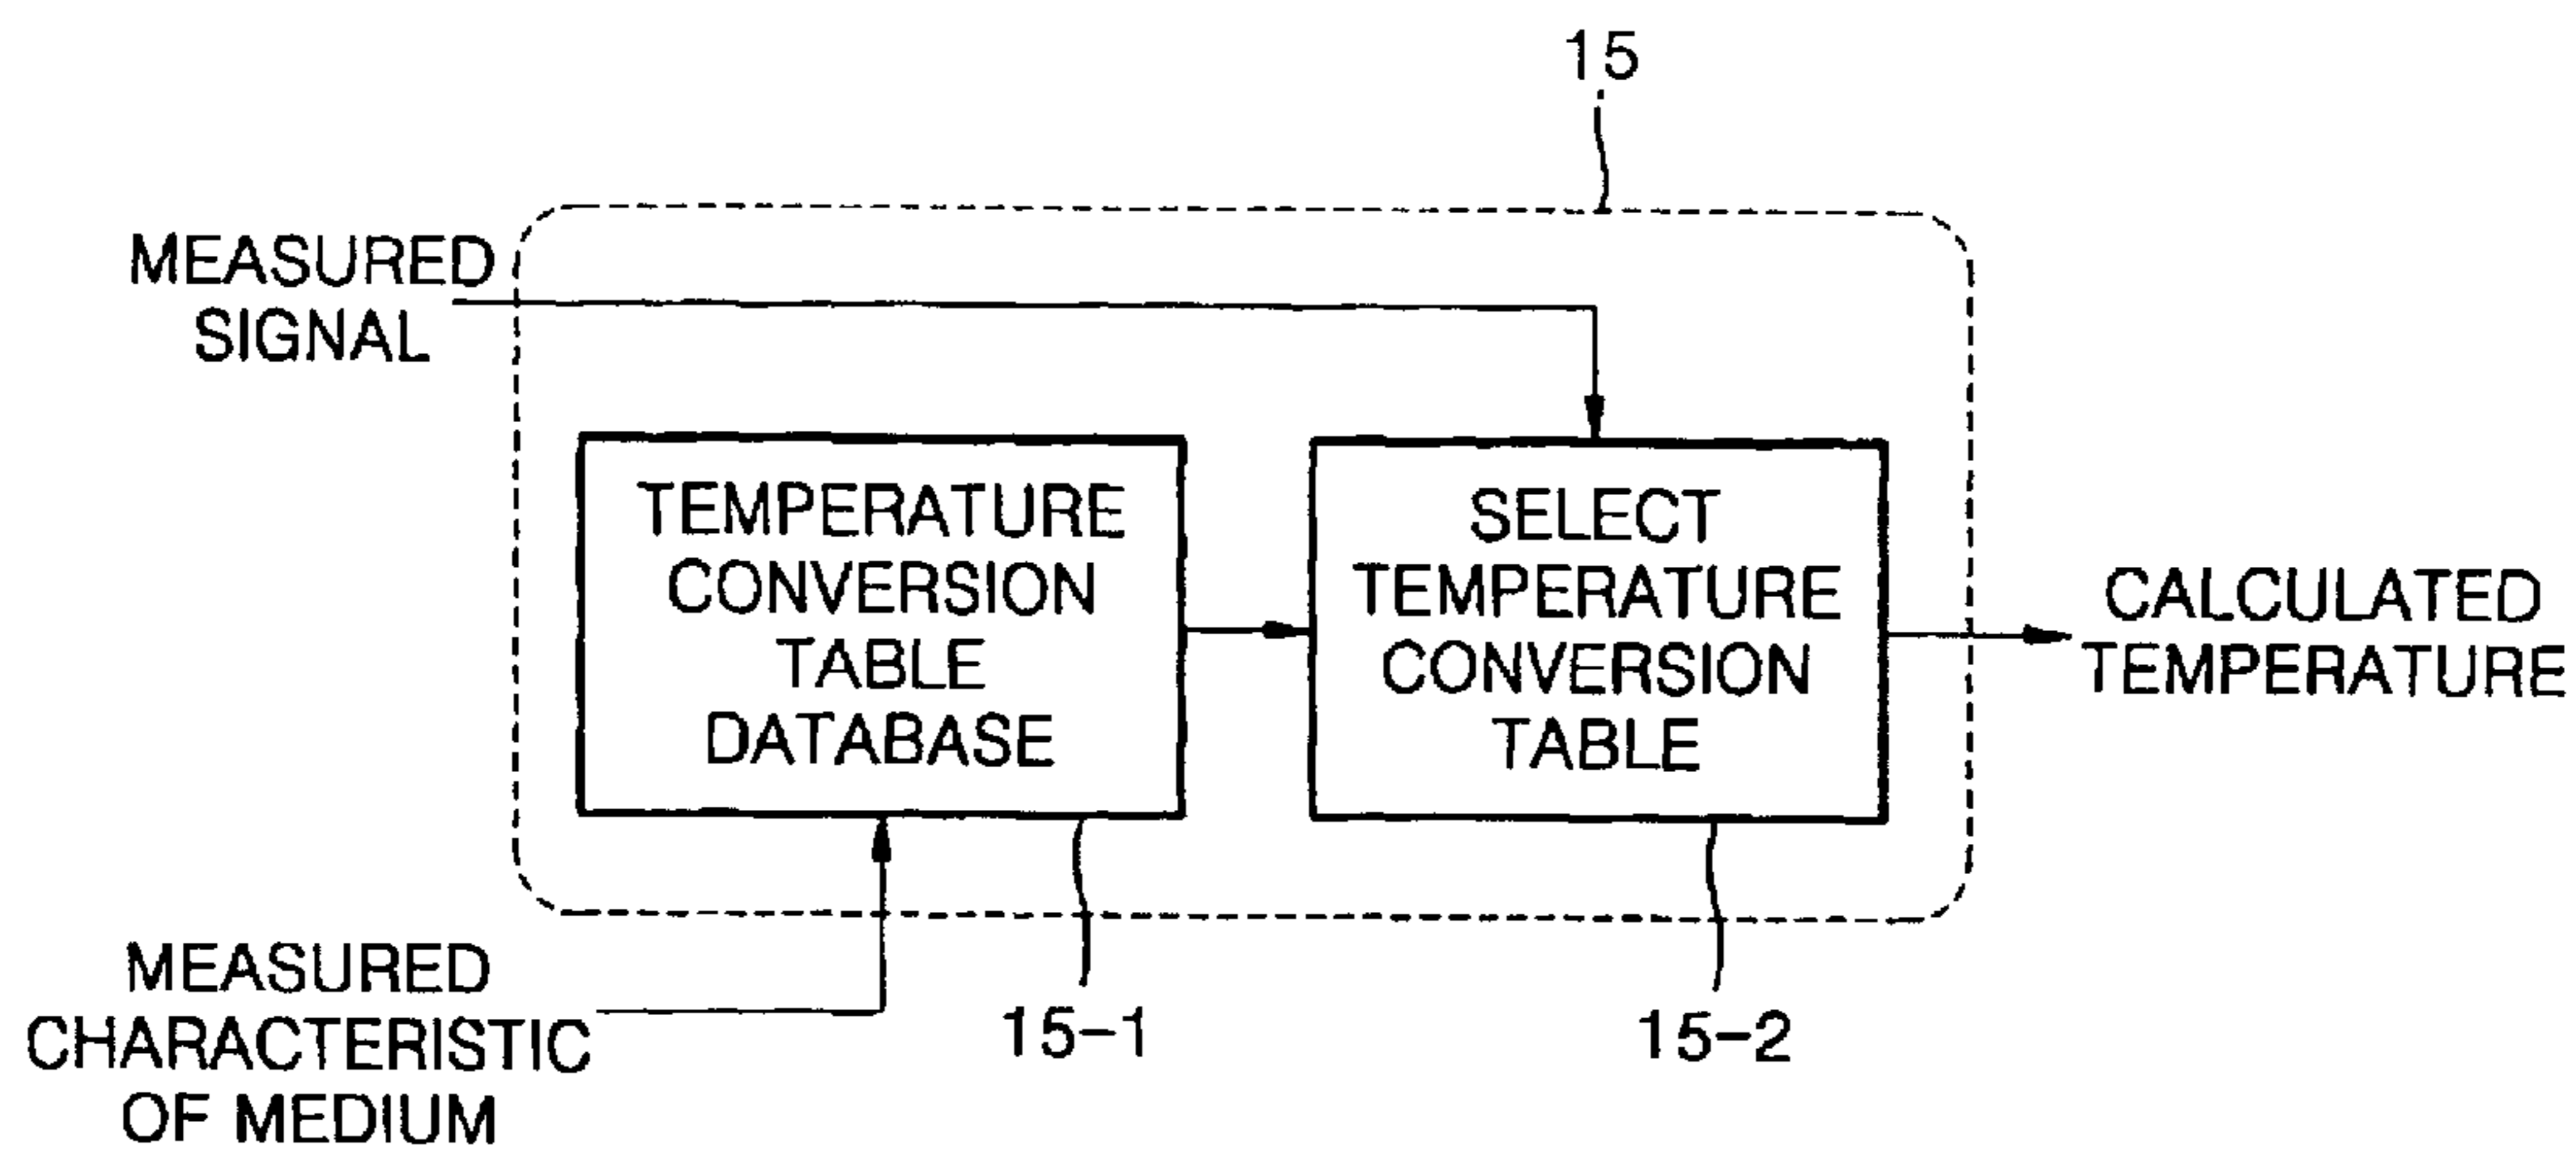 15
MEASURED
SIGNAL
TEMPERATURE
CONVERSION
TABLE
DATABASE
SELECT
TEMPERATURE
CONVERSION
TABLE
CALCULATED
TEMPERATURE
MEASURED
CHARACTERISTIC
OF MEDIUM
15-1
15-2